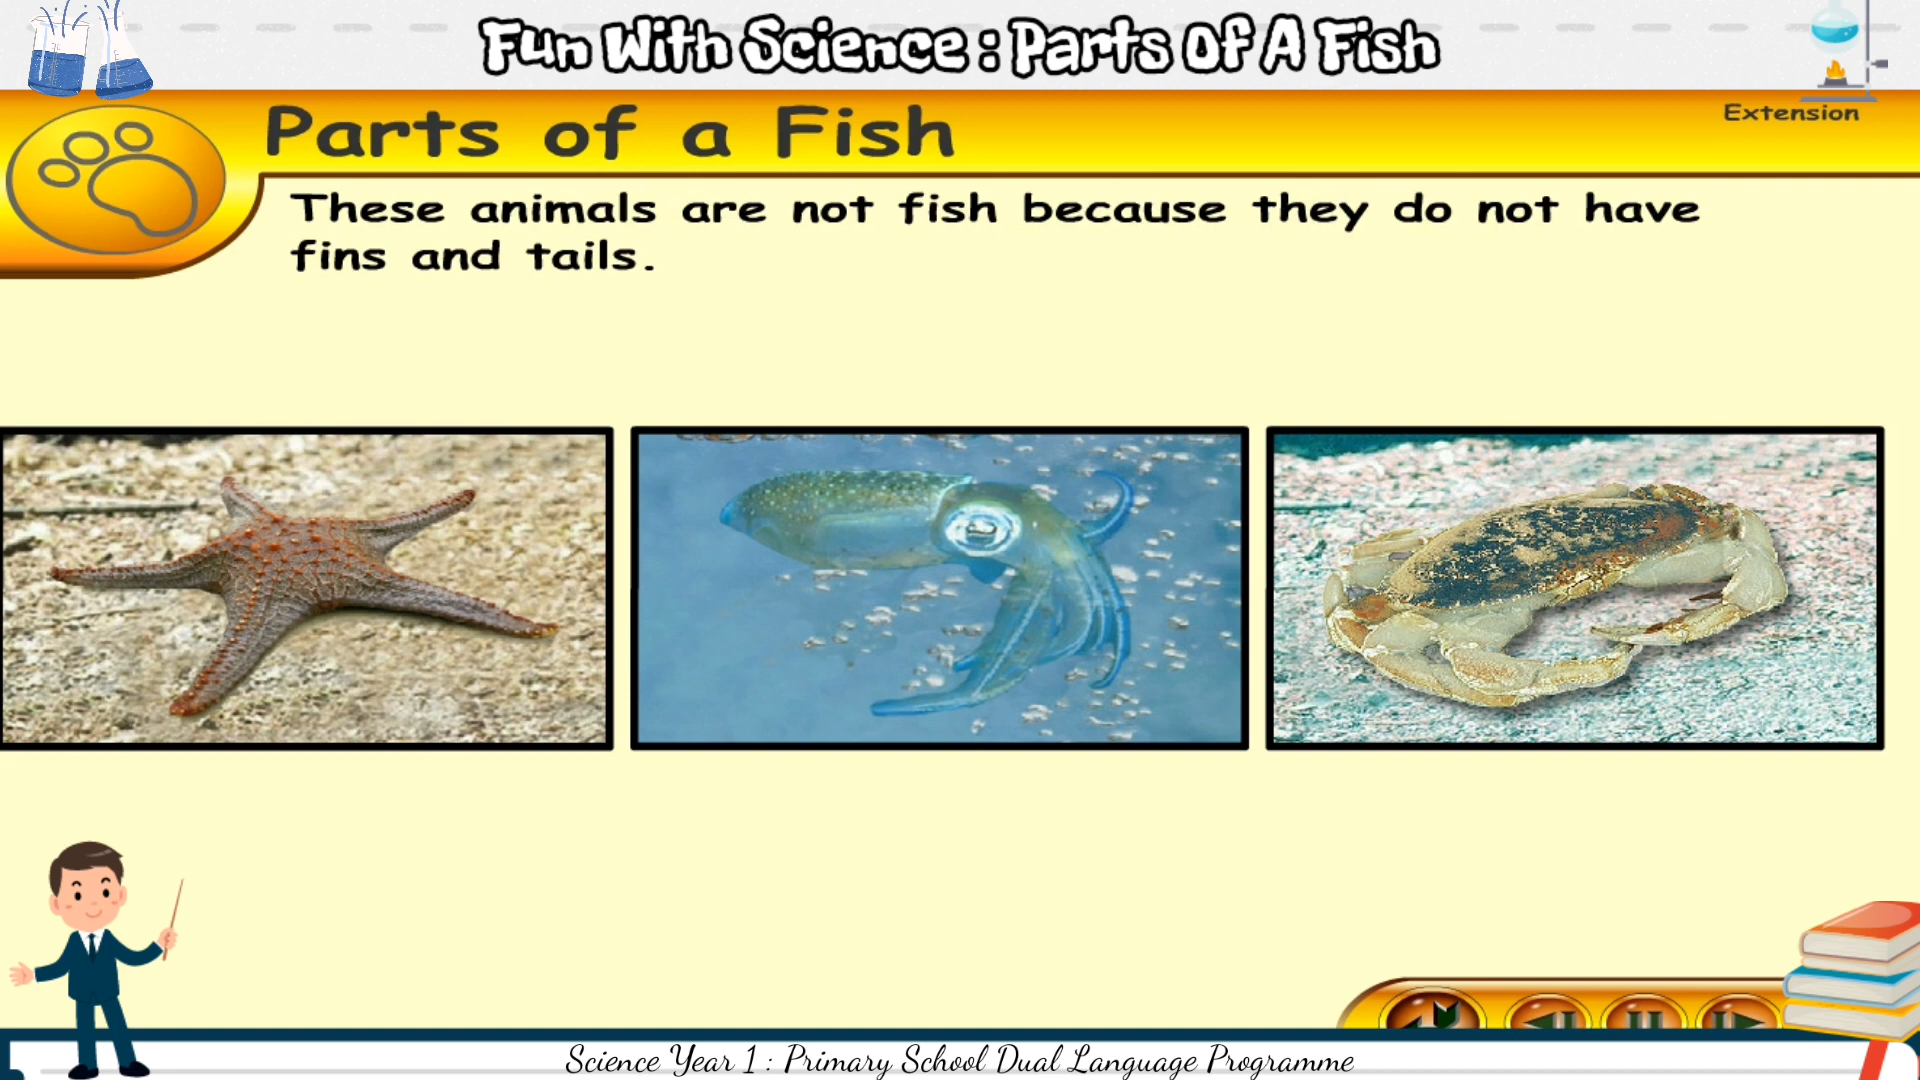 Fun With Science : Parts Of A Fish
Parts of a Fish
Extension
These animals are not fish because they do not have
fins and tails.
Science Year 1 : Primary School Dual Language Programme